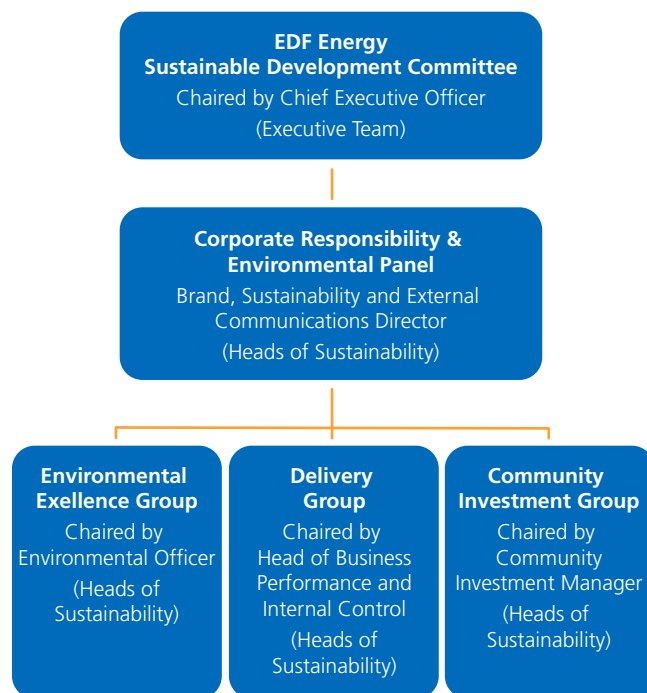 EDF Energy
Sustainable Development Committee
Chaired by Chief Executive Officer
(Executive Team)
Corporate Responsibility &
Environmental Panel
Brand, Sustainability and External
Communications Director
(Heads of Sustainability)
Environmental
Exellence Group
Chaired by
Environmental Officer
(Heads of
Sustainability)
Delivery
Group
Chaired by
Head of Business
Performance and
Internal Control
(Heads of
Sustainability)
Community
Investment Group
Chaired by
Community
Investment Manager
(Heads of
Sustainability)